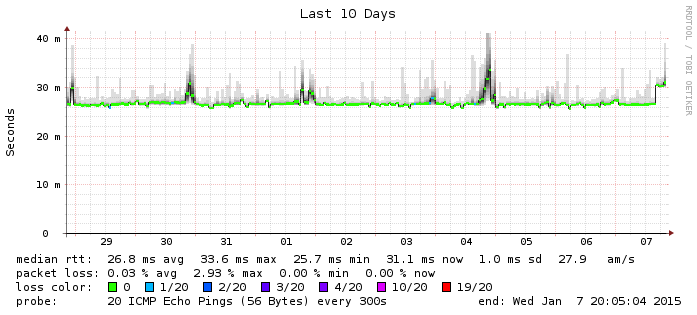 Last 10 Days
RRDTOOL / TOBI OETIKER
Seconds
40 m
30 m
20 m
10 m
0
29 30 31 01 02 03 04 05 06 07
median rtt: 26.8 ms avg 33.6 ms max 25.7 ms min 31.1 ms now 1.0 ms sd 27.9 am/s
packet loss: 0.03 % avg 2.93 % max 0.00 % min 0.00 % now
loss color: 0 1/20 2/20 3/20 4/20 10/20 19/20
probe: 20 ICMP Echo Pings (56 Bytes) every 300s end: Wed Jan 7 20:05:04 2015